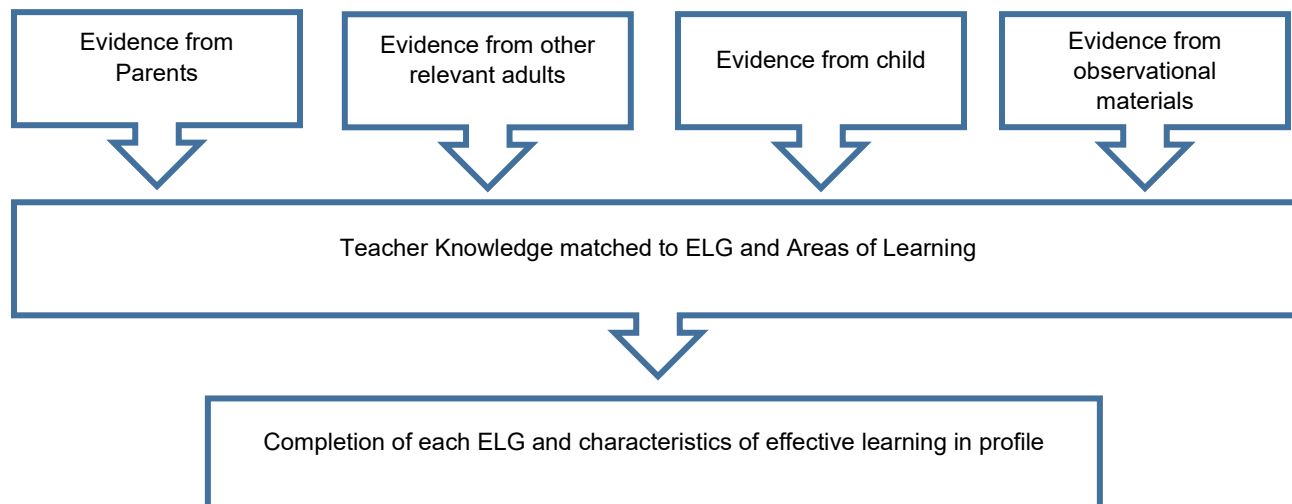 Evidence from
Parents
Evidence from other
relevant adults
Evidence from child
Evidence from
observational
materials
Teacher Knowledge matched to ELG and Areas of Learning
Completion of each ELG and characteristics of effective learning in profile